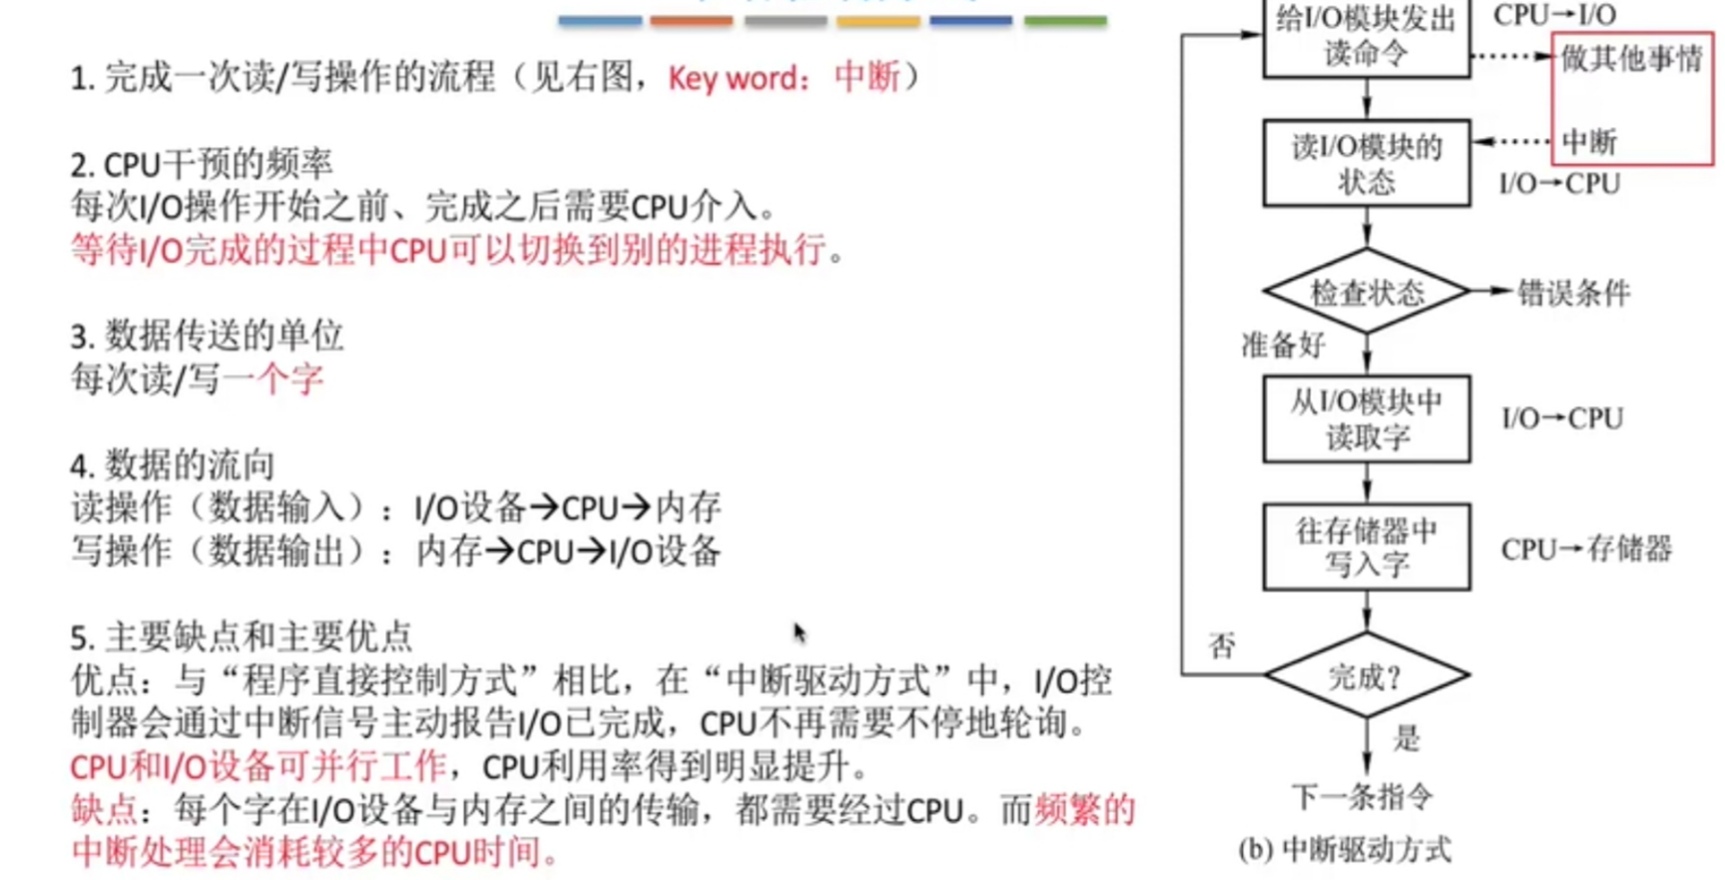 1. 完成一次读/写操作的流程（见右图，Key word：中断）
2. CPU干预的频率
每次I/O操作开始之前、完成之后需要CPU介入。
等待I/O完成的过程中CPU可以切换到别的进程执行。
3. 数据传送的单位
每次读/写一个字
4. 数据的流向
读操作（数据输入）：I/O设备→CPU→内存
写操作（数据输出）：内存→CPU→I/O设备
5. 主要缺点和主要优点
优点：与“程序直接控制方式”相比，在“中断驱动方式”中，I/O控
制器会通过中断信号主动报告I/O已完成，CPU不再需要不停地轮询。
CPU和I/O设备可并行工作，CPU利用率得到明显提升。
缺点：每个字在I/O设备与内存之间的传输，都需要经过CPU。而频繁的
中断处理会消耗较多的CPU时间。
给I/O模块发出
读命令
CPU→I/O
做其他事情
读I/O模块的
状态
中断
I/O→CPU
检查状态
错误条件
准备好
从I/O模块中
读取字
I/O→CPU
往存储器中
写入字
CPU→存储器
否
完成?
是
下一条指令
(b) 中断驱动方式